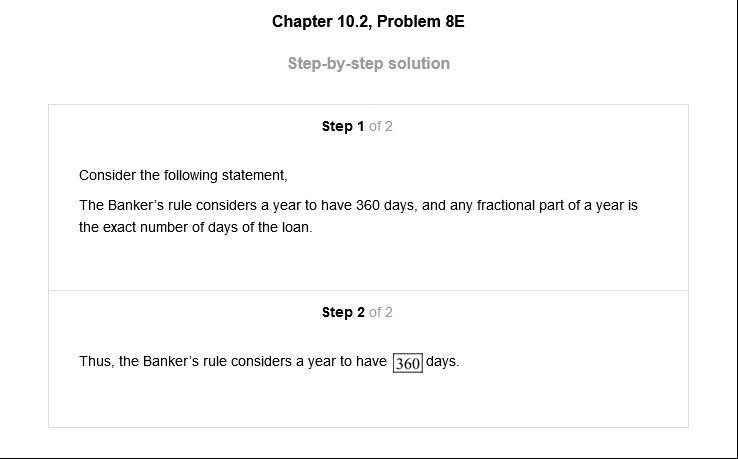 Chapter 10.2, Problem 8E
Step-by-step solution
Step 1 of 2
Consider the following statement,
The Banker's rule considers a year to have 360 days, and any fractional part of a year is
the exact number of days of the loan.
Step 2 of 2
Thus, the Banker's rule considers a year to have 360 days.